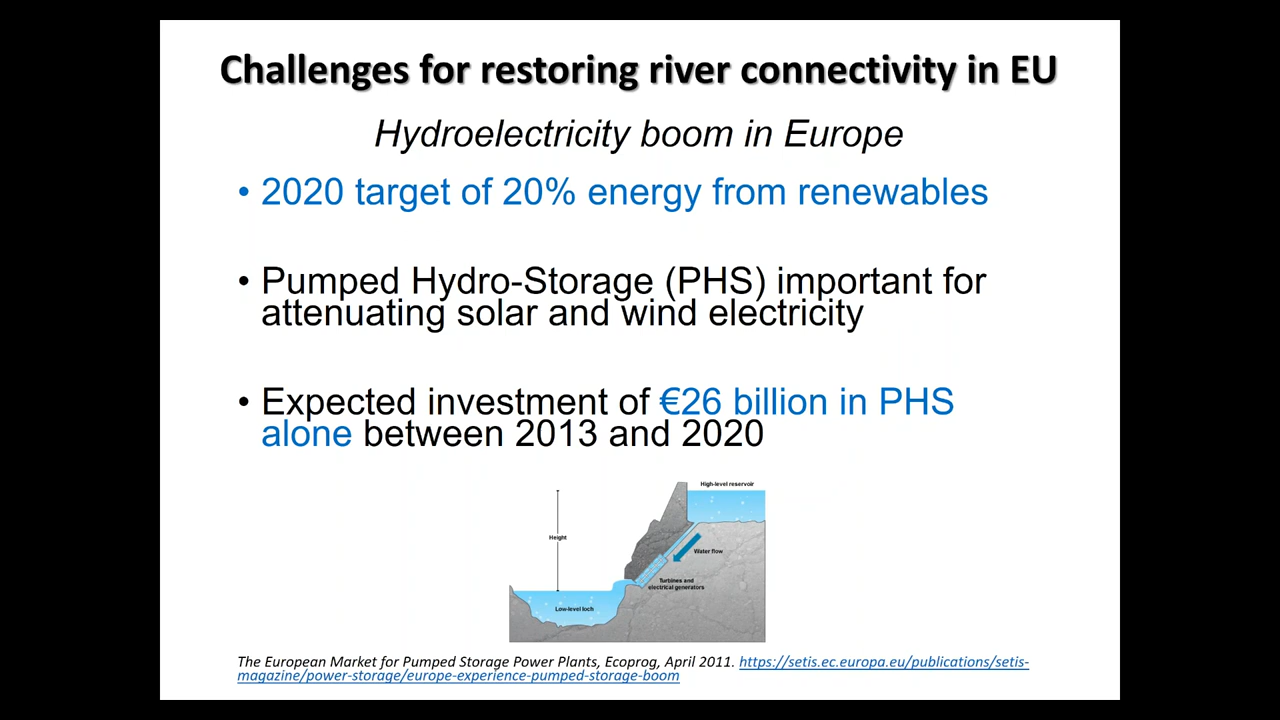 Challenges for restoring river connectivity in EU
Hydroelectricity boom in Europe
• 2020 target of 20% energy from renewables
• Pumped Hydro-Storage (PHS) important for
attenuating solar and wind electricity
• Expected investment of €26 billion in PHS
alone between 2013 and 2020
High-level reservoir
Height
Water flow
Turbines and
electrical generators
Low-level loch
The European Market for Pumped Storage Power Plants, Ecoprog, April 2011. https://setis.ec.europa.eu/publications/setis-
magazine/power-storage/europe-experience-pumped-storage-boom